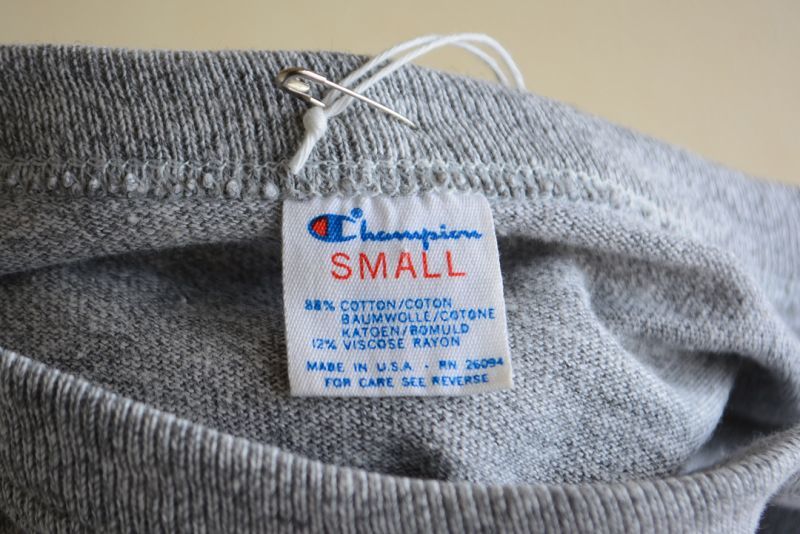 Champion
SMALL
88% COTTON/COTON
BAUMWOLLE/COTONE
KATOEN/BOMULD
12% VISCOSE RAYON
MADE IN U.S.A. - RN 26094
FOR CARE SEE REVERSE